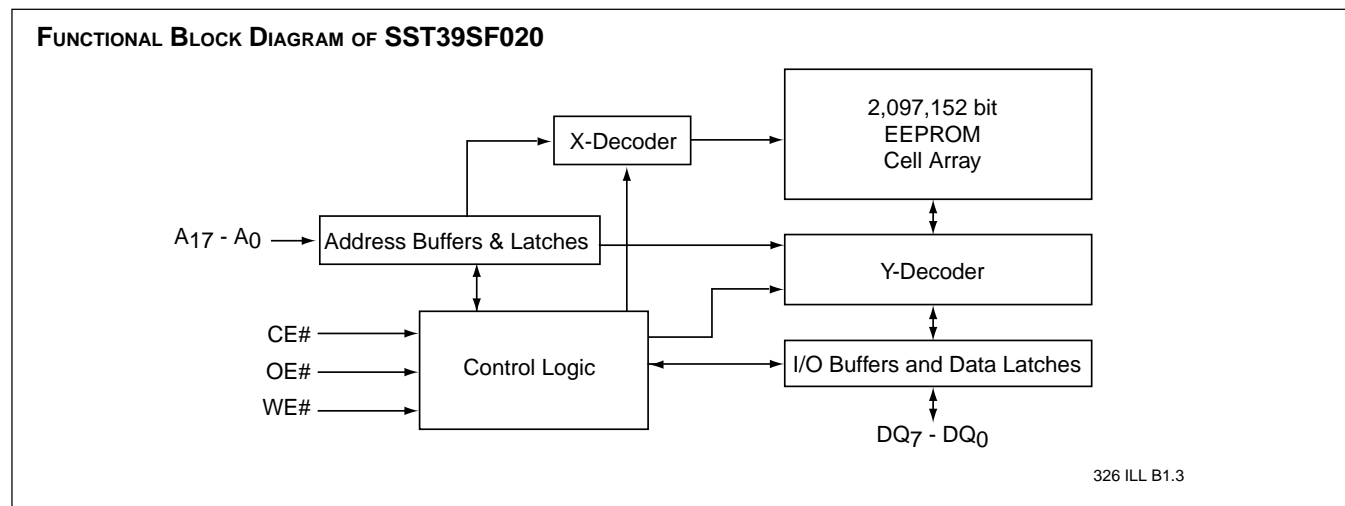 FUNCTIONAL BLOCK DIAGRAM OF SST39SF020
2,097,152 bit
EEPROM
Cell Array
X-Decoder
A17 - A0
Address Buffers & Latches
Y-Decoder
CE#
OE#
WE#
Control Logic
I/O Buffers and Data Latches
DQ7 - DQ0
326 ILL B1.3